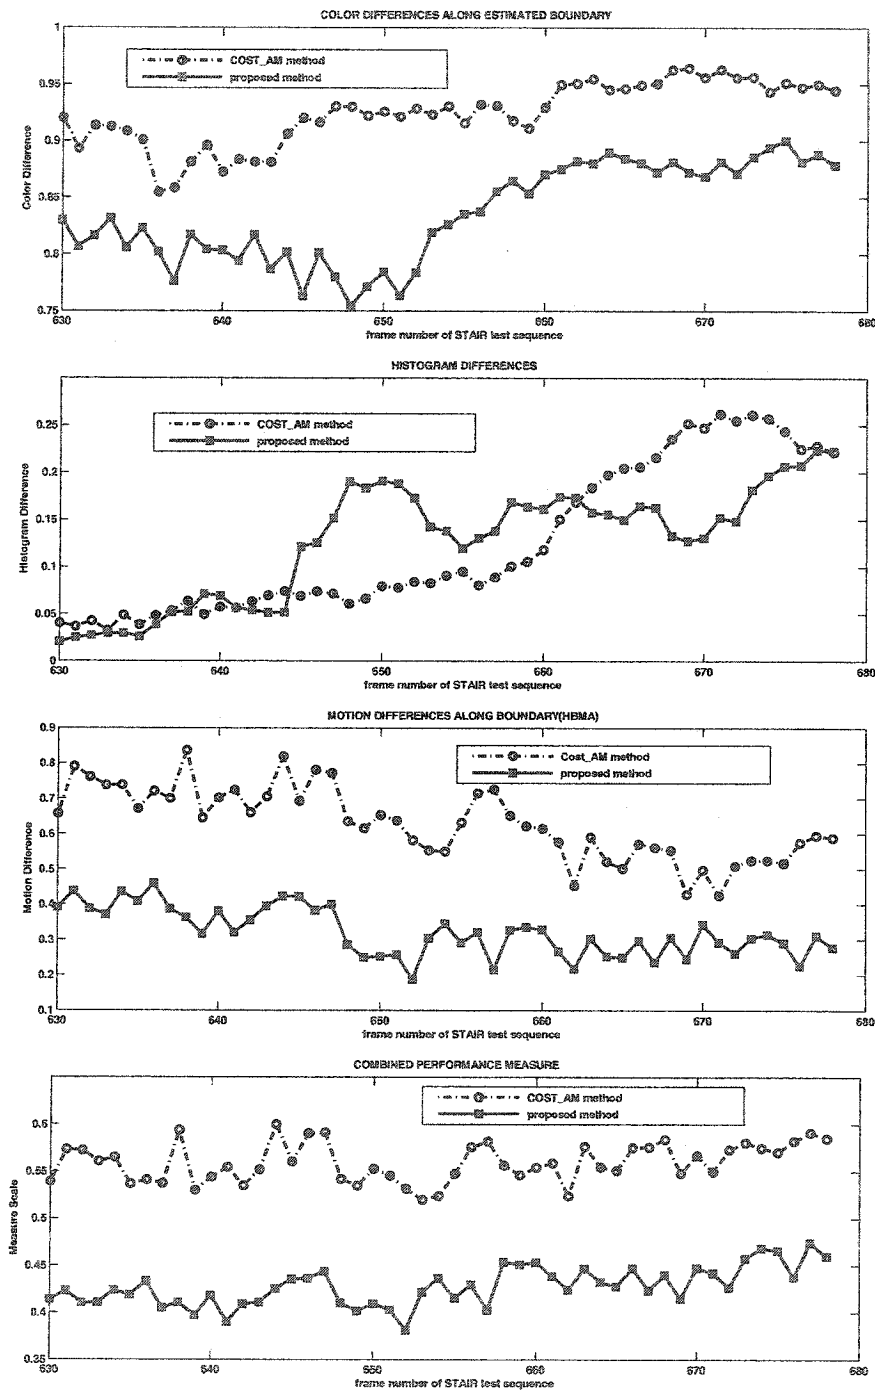 COLOR DIFFERENCES ALONG ESTIMATED BOUNDARY
1
0.95
0.9
0.85
0.8
0.75
Color Difference
COST_AM method
proposed method
630
640
650
660
670
680
frame number of STAIR test sequence
HISTOGRAM DIFFERENCES
0.25
0.2
0.15
0.1
0.05
0
Histogram Difference
COST_AM method
proposed method
630
640
650
660
670
680
frame number of STAIR test sequence
MOTION DIFFERENCES ALONG BOUNDARY(HBMA)
0.9
0.8
0.7
0.6
0.5
0.4
0.3
0.2
0.1
Motion Difference
Cost_AM method
proposed method
630
640
650
660
670
680
frame number of STAIR test sequence
COMBINED PERFORMANCE MEASURE
0.6
0.55
0.5
0.45
0.4
0.35
Measure Scale
COST_AM method
proposed method
630
640
650
660
670
680
frame number of STAIR test sequence